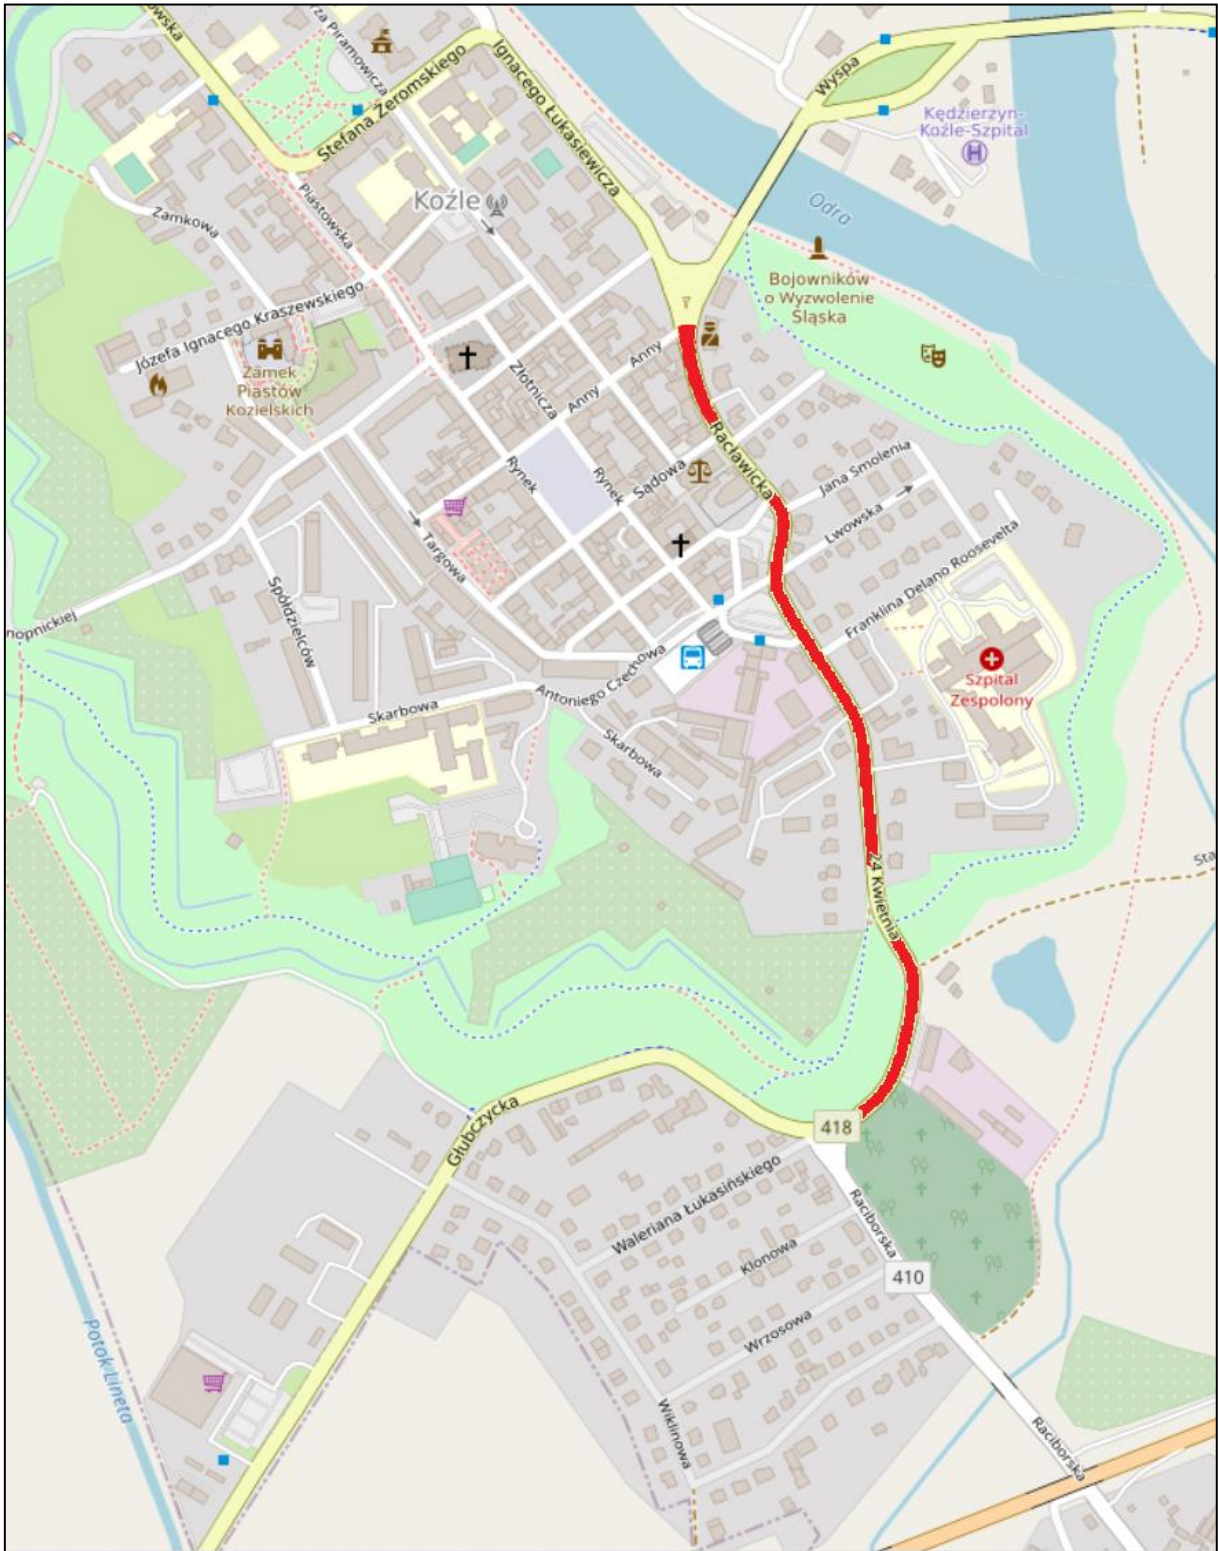 Stefana Żeromskiego
Ignacego Łukasiewicza
Wyspa
Kędzierzyn-
Koźle-Szpital
H
Koźle
Odra
Piastowska
Zamkowa
Bojowników
o Wyzwolenie
Śląska
Józefa Ignacego Kraszewskiego
Zamek
Piastów
Kozielskich
Złotnicza
Anny
Anny
Racławicka
Rynek
Rynek
Sądowa
Jana Smolenia
Lwowska
Targowa
Franklina Delano Roosevelta
Spółdzielców
Antoniego Czechowa
Szpital
Zespolony
Skarbowa
Skarbowa
24 Kwietnia
Głubczycka
418
Waleriana Łukasińskiego
Raciborska
Klonowa
410
Wrzosowa
Potok Lineta
Wiklinowa
Raciborska